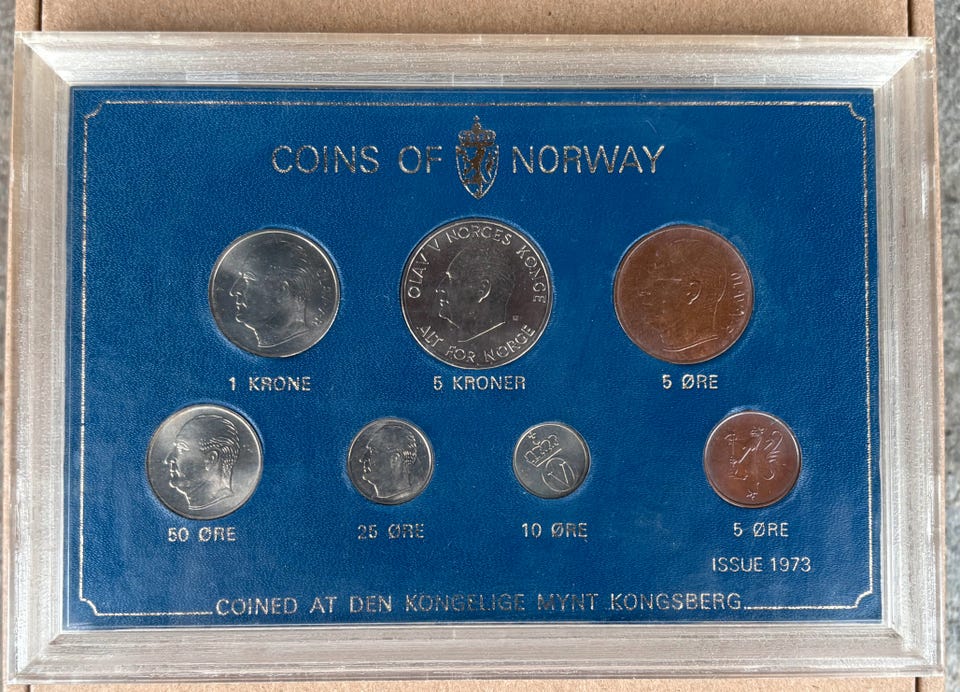 COINS OF NORWAY
OLAV V NORGES KONGE
ALT FOR NORGE
OLAV V
1 KRONE
5 KRONER
5 ØRE
50 ØRE
25 ØRE
10 ØRE
5 ØRE
ISSUE 1973
COINED AT DEN KONGELIGE MYNT KONGSBERG